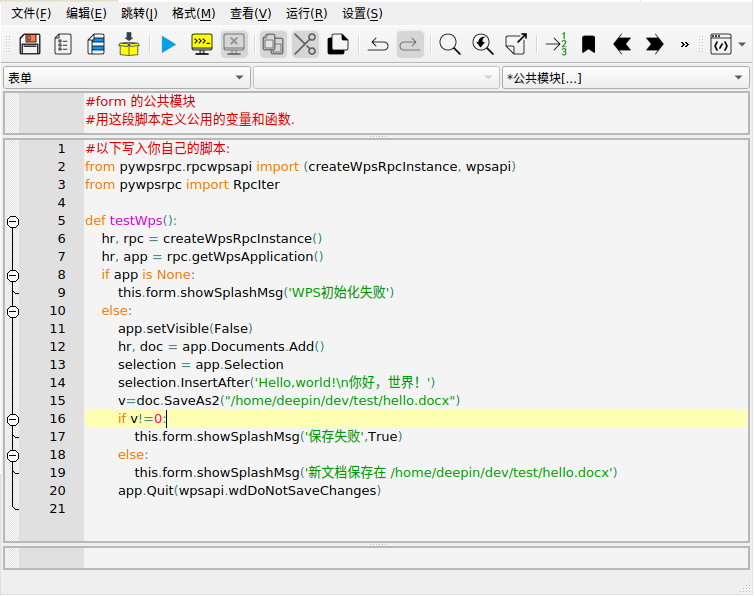 文件(F) 编辑(E) 跳转(J) 格式(M) 查看(V) 运行(R) 设置(S)
表单 *公共模块[...]
#form 的公共模块
#用这段脚本定义公用的变量和函数.
1 #以下写入你自己的脚本:
2 from pywpsrpc.rpcwpsapi import (createWpsRpcInstance, wpsapi)
3 from pywpsrpc import RpcIter
4
5 def testWps():
6 hr, rpc = createWpsRpcInstance()
7 hr, app = rpc.getWpsApplication()
8 if app is None:
9 this.form.showSplashMsg('WPS初始化失败')
10 else:
11 app.setVisible(False)
12 hr, doc = app.Documents.Add()
13 selection = app.Selection
14 selection.InsertAfter('Hello,world!\n你好，世界！')
15 v=doc.SaveAs2("/home/deepin/dev/test/hello.docx")
16 if v!=0:
17 this.form.showSplashMsg('保存失败',True)
18 else:
19 this.form.showSplashMsg('新文档保存在 /home/deepin/dev/test/hello.docx')
20 app.Quit(wpsapi.wdDoNotSaveChanges)
21